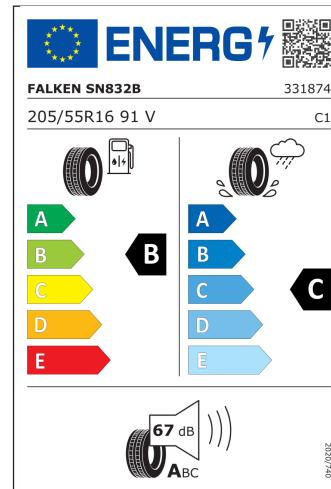 ENERG
FALKEN SN832B 331874
205/55R16 91 V C1
A A
B B B
C C C
D D
E E
67 dB
ABC
2020/740